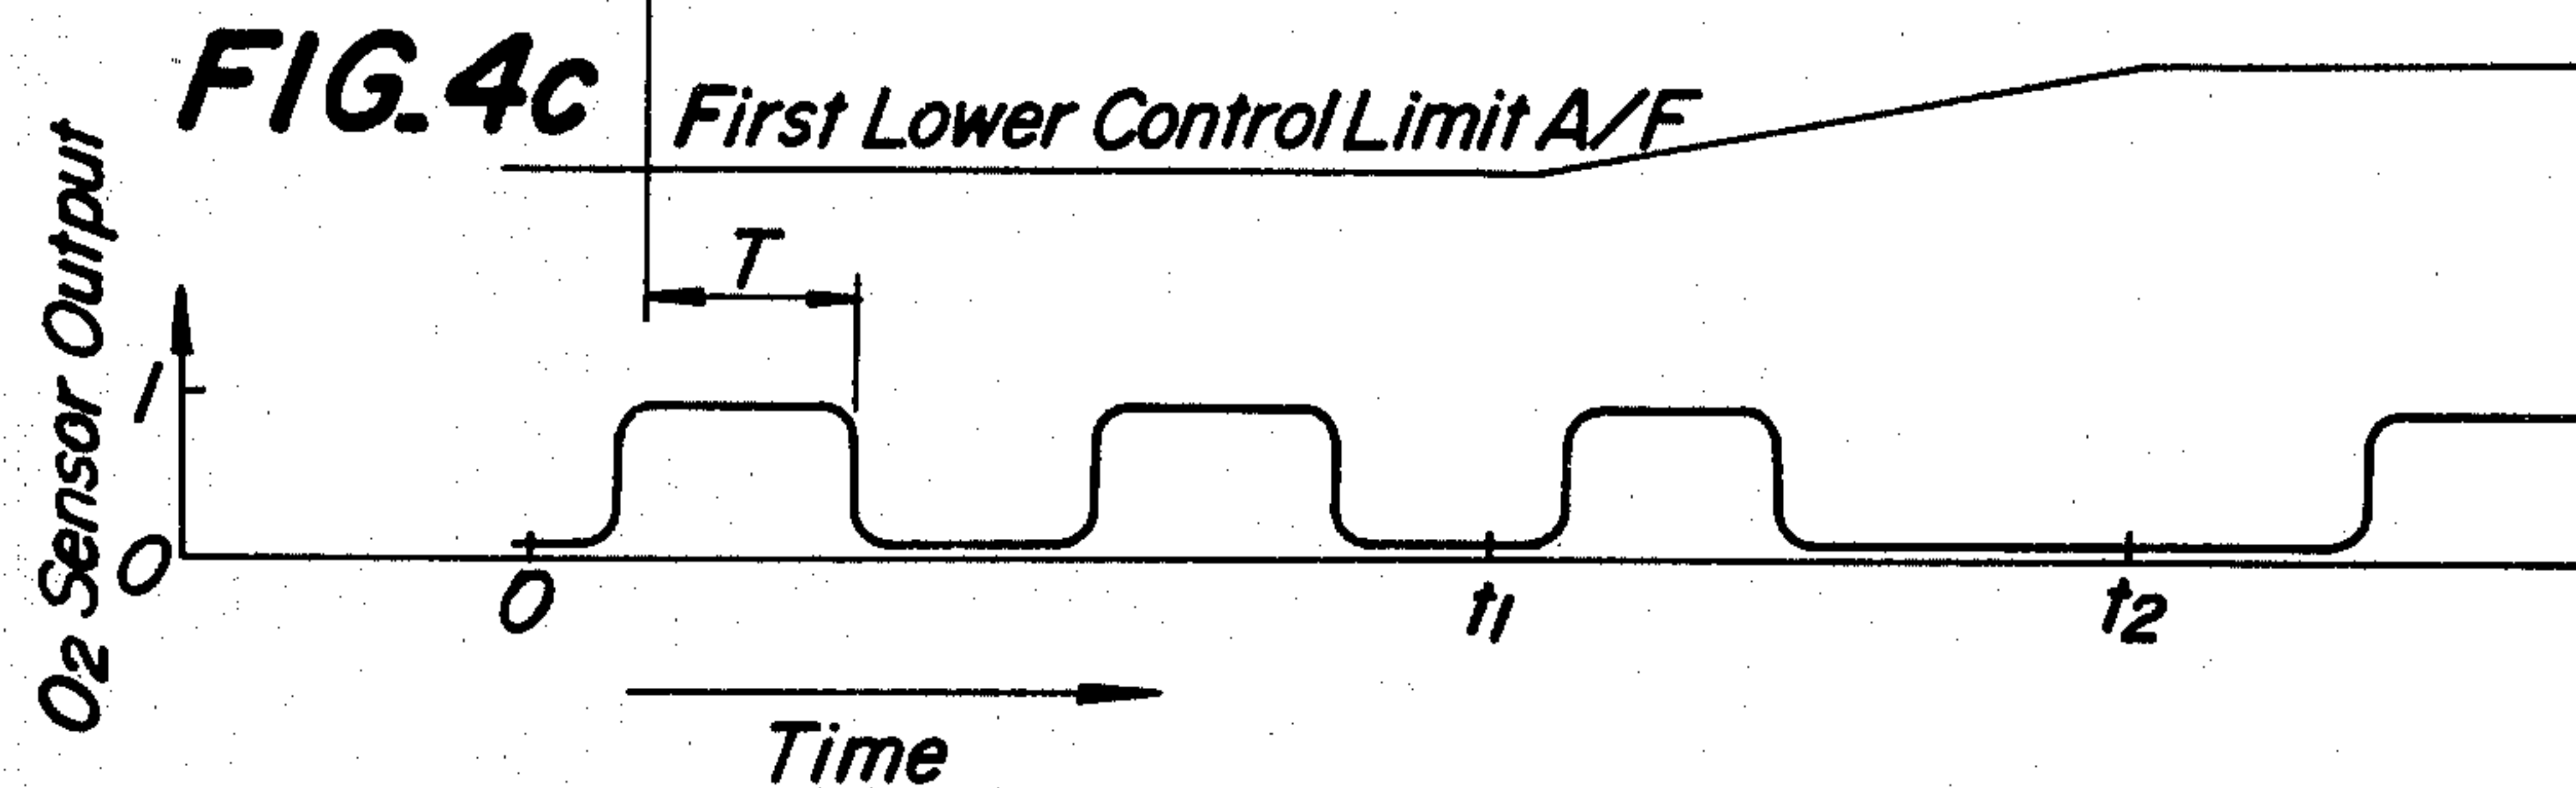 FIG. 4c
First Lower Control Limit A/F
T
O2 Sensor Output
1
0
0
t1
t2
Time